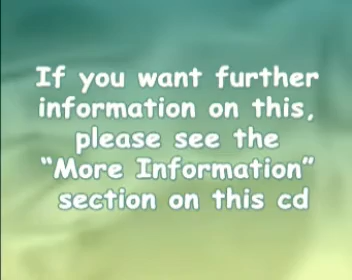 If you want further
information on this,
please see the
“More Information”
section on this cd